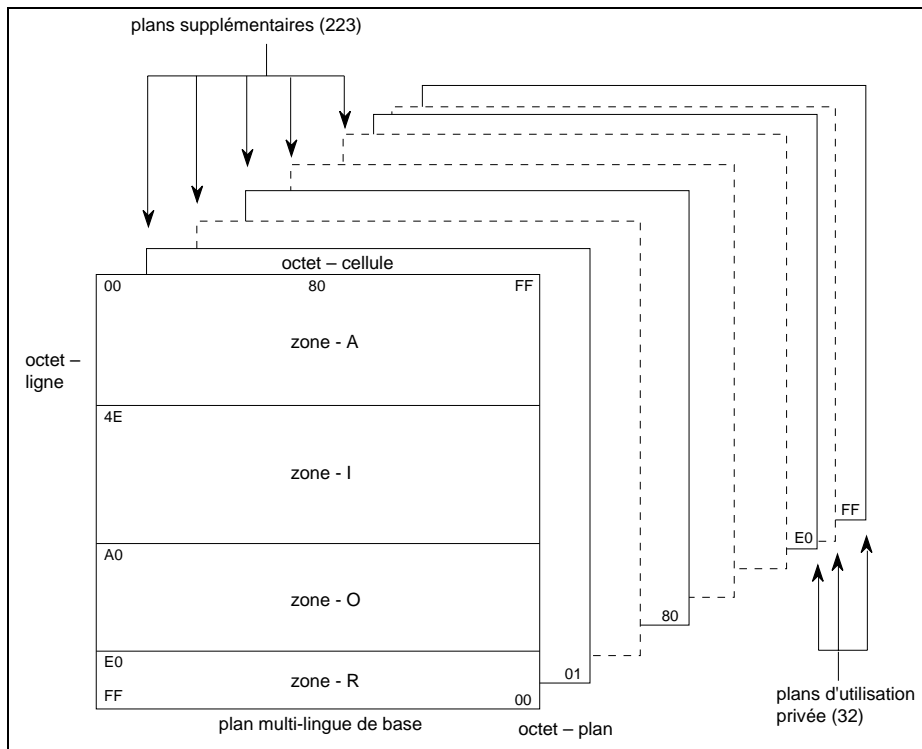 plans supplémentaires (223)
octet – cellule
00 80 FF
zone - A
octet –
ligne
4E
zone - I
FF
E0
A0
zone - O
80
E0
zone - R
01
FF
00
plan multi-lingue de base
octet – plan
plans d'utilisation
privée (32)